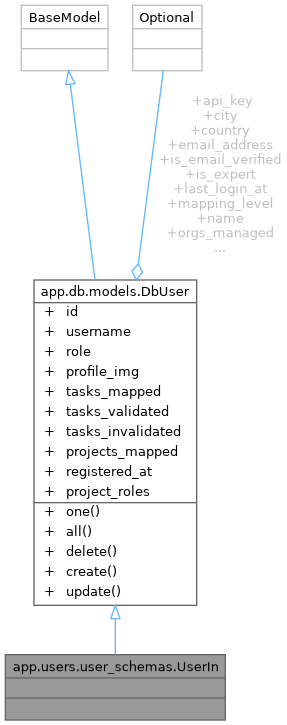 BaseModel
Optional
+api_key
+city
+country
+email_address
+is_email_verified
+is_expert
+last_login_at
+mapping_level
+name
+orgs_managed
...
app.db.models.DbUser
+ id
+ username
+ role
+ profile_img
+ tasks_mapped
+ tasks_validated
+ tasks_invalidated
+ projects_mapped
+ registered_at
+ project_roles
+ one()
+ all()
+ delete()
+ create()
+ update()
app.users.user_schemas.UserIn